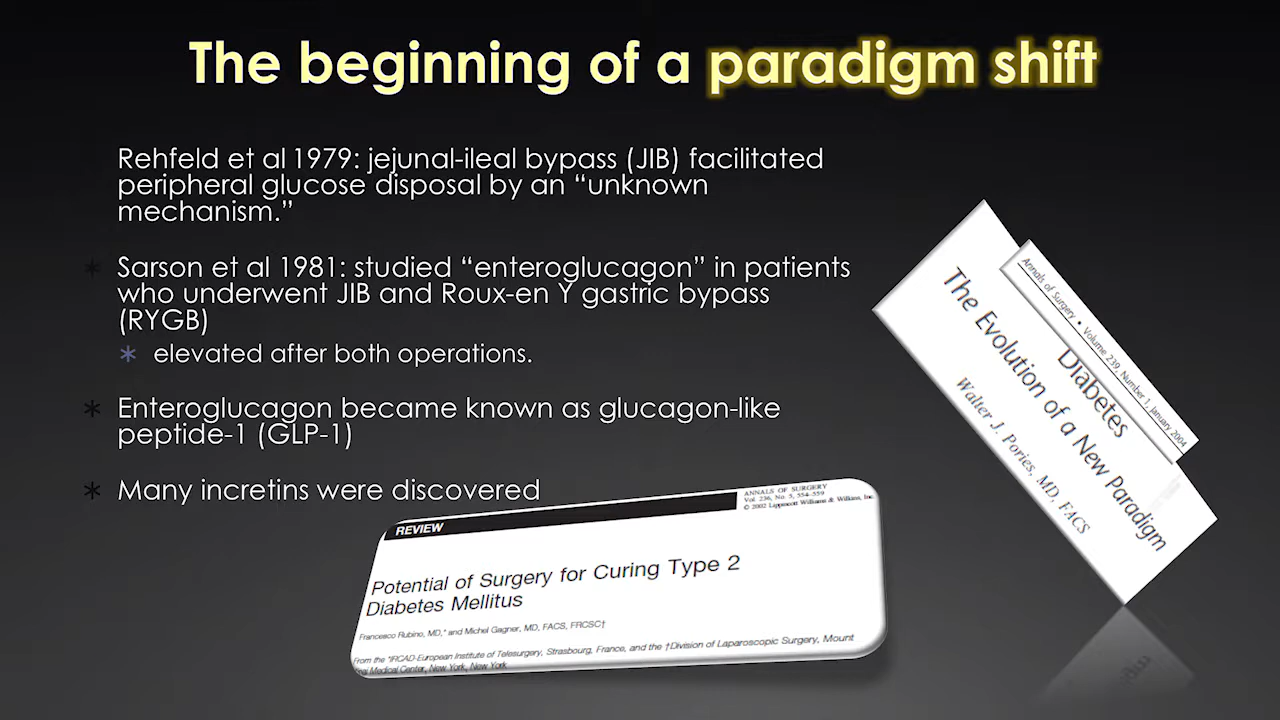 The beginning of a paradigm shift
Rehfeld et al 1979: jejunal-ileal bypass (JIB) facilitated
peripheral glucose disposal by an “unknown
mechanism.”
* Sarson et al 1981: studied “enteroglucagon” in patients
who underwent JIB and Roux-en Y gastric bypass
(RYGB)
* elevated after both operations.
* Enteroglucagon became known as glucagon-like
peptide-1 (GLP-1)
* Many incretins were discovered
Annals of Surgery • Volume 239, Number 1, January 2004
Diabetes
The Evolution of a New Paradigm
Walter J. Pories, MD, FACS
REVIEW
ANNALS OF SURGERY
Vol. 236, No. 5, 554–559
© 2002 Lippincott Williams & Wilkins, Inc.
Potential of Surgery for Curing Type 2
Diabetes Mellitus
Francesco Rubino, MD,* and Michel Gagner, MD, FACS, FRCSC†
From the *IRCAD-European Institute of Telesurgery, Strasbourg, France, and the †Division of Laparoscopic Surgery, Mount
Medical Center, New York, New York